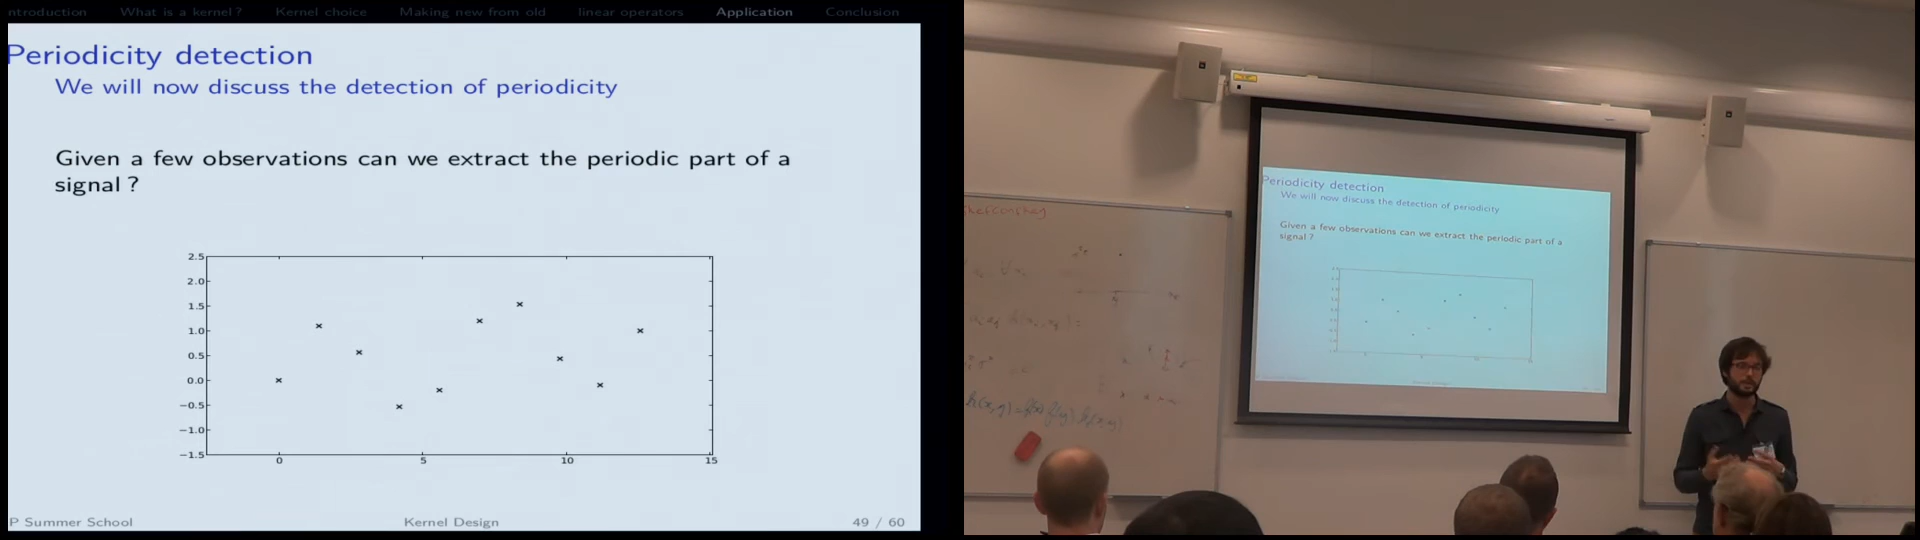 ntroduction What is a kernel? Kernel choice Making new from old linear operators Application Conclusion
Periodicity detection
We will now discuss the detection of periodicity
Given a few observations can we extract the periodic part of a
signal ?
2.5
2.0
1.5
1.0
0.5
0.0
−0.5
−1.0
−1.5
0 5 10 15
P Summer School Kernel Design 49 / 60
Periodicity detection
We will now discuss the detection of periodicity
Given a few observations can we extract the periodic part of a
signal ?